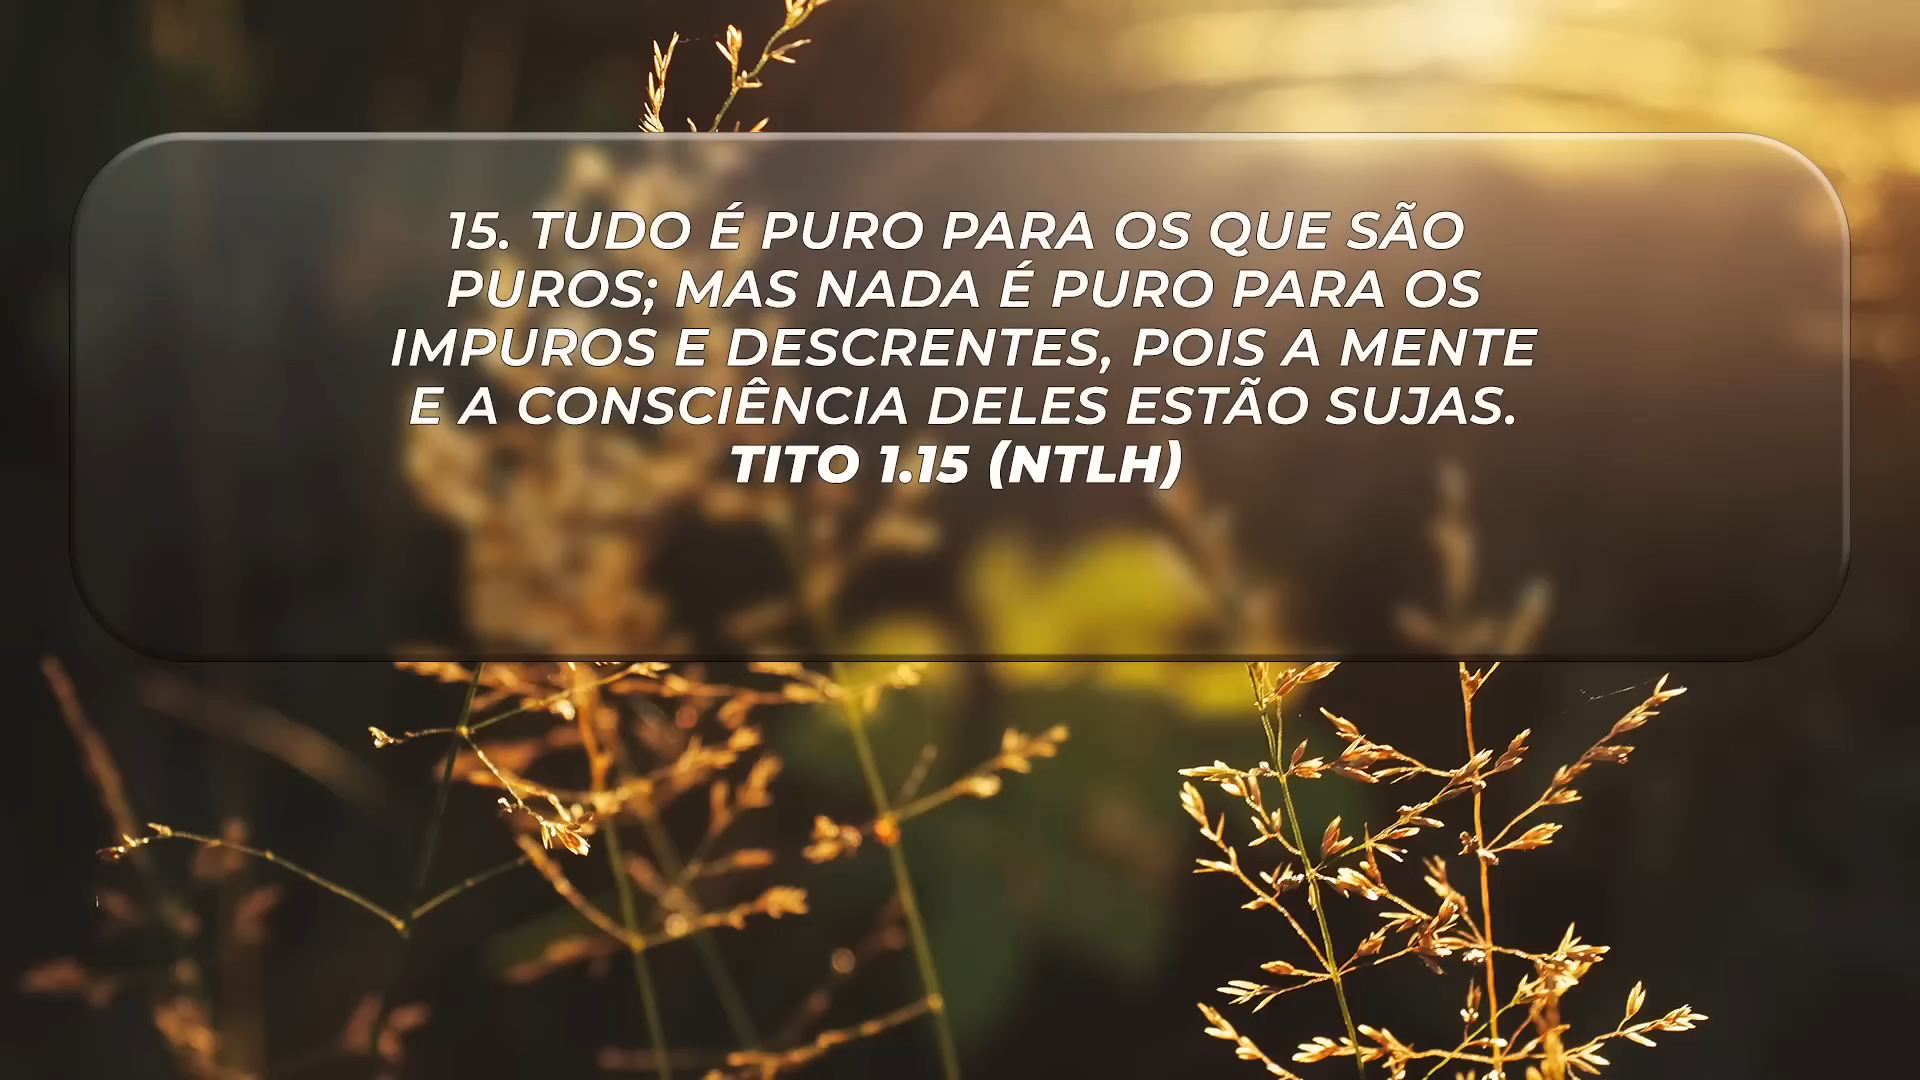 15. TUDO É PURO PARA OS QUE SÃO
PUROS; MAS NADA É PURO PARA OS
IMPUROS E DESCRENTES, POIS A MENTE
E A CONSCIÊNCIA DELES ESTÃO SUJAS.
TITO 1.15 (NTLH)